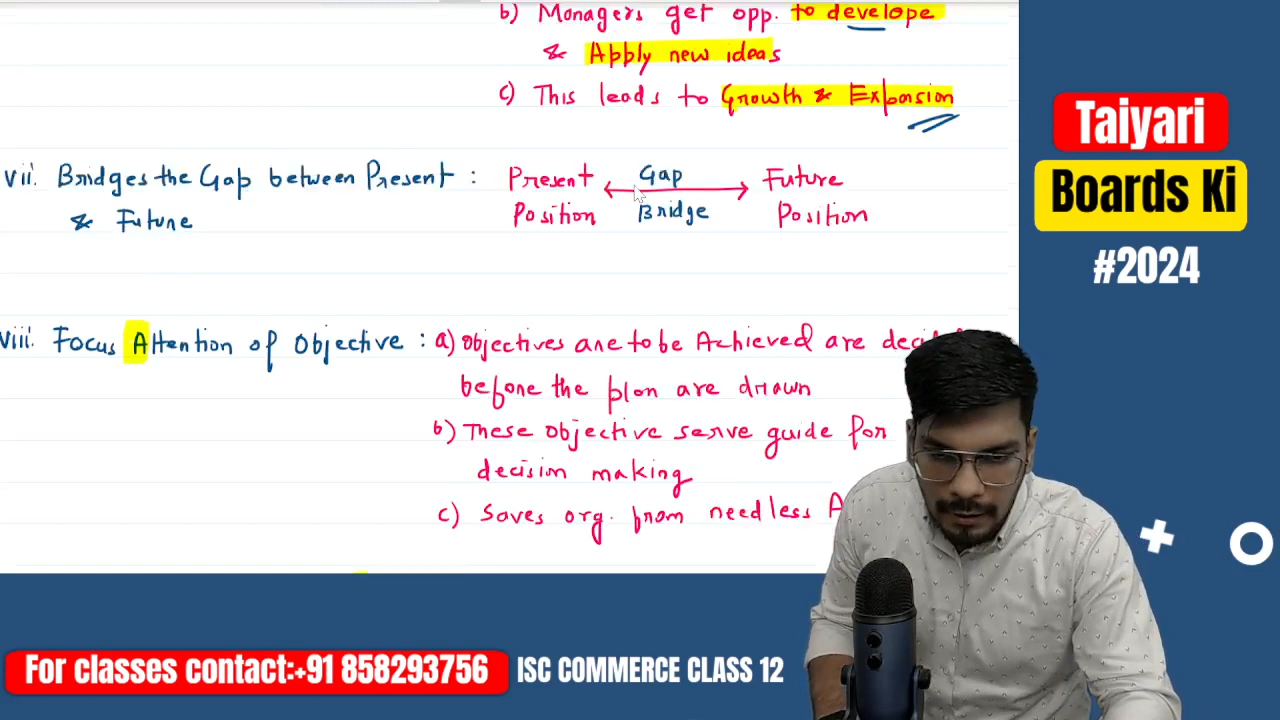 b) Managers get opp. to develope
& Apply new ideas
c) This leads to Growth & Expansion
vii. Bridges the Gap between Present :
& Future
Present Gap Future
Position Bridge Position
viii. Focus Attention of Objective : a) Objectives are to be Achieved are
before the plan are drawn
b) These objective serve guide for
decision making
c) Saves org. from needless
Taiyari
Boards Ki
#2024
For classes contact:+91 858293756
ISC COMMERCE CLASS 12